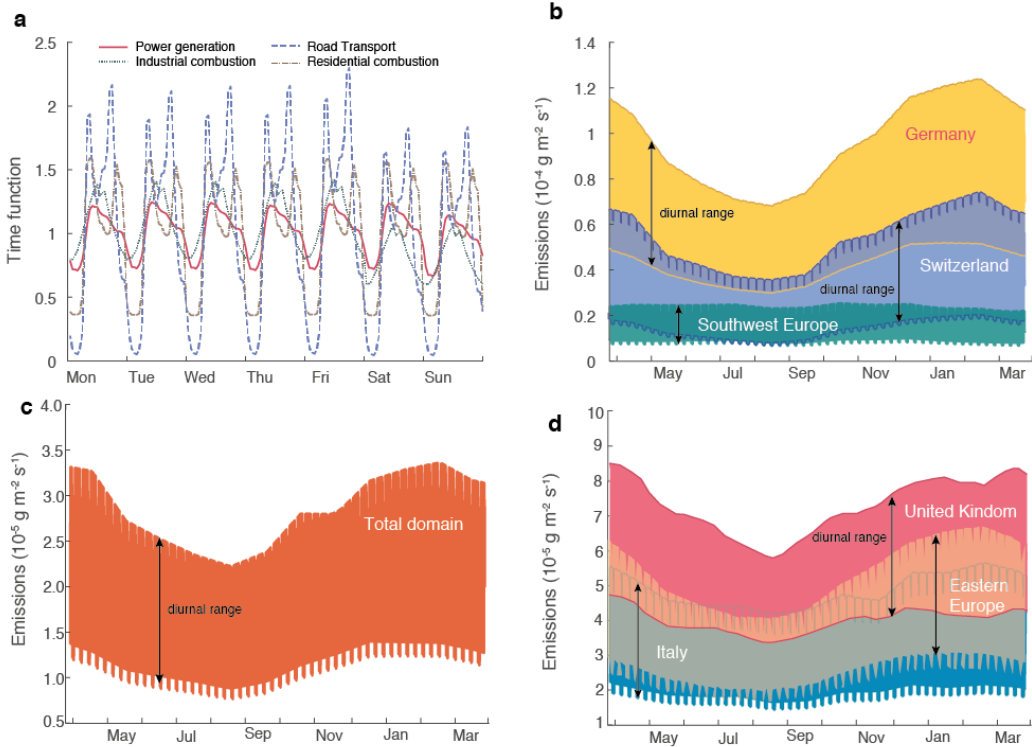 a
Time function
2.5
2
1.5
1
0.5
0
Power generation
Industrial combustion
Road Transport
Residential combustion
Mon Tue Wed Thu Fri Sat Sun
b
Emissions (10⁻⁴ g m⁻² s⁻¹)
1.4
1.2
1
0.8
0.6
0.4
0.2
0
Germany
diurnal range
Switzerland
diurnal range
Southwest Europe
May Jul Sep Nov Jan Mar
c
Emissions (10⁻⁵ g m⁻² s⁻¹)
4.0
3.5
3.0
2.5
2.0
1.5
1.0
0.5
Total domain
diurnal range
May Jul Sep Nov Jan Mar
d
Emissions (10⁻⁵ g m⁻² s⁻¹)
10
9
8
7
6
5
4
3
2
1
United Kindom
diurnal range
Eastern
Europe
Italy
May Jul Sep Nov Jan Mar